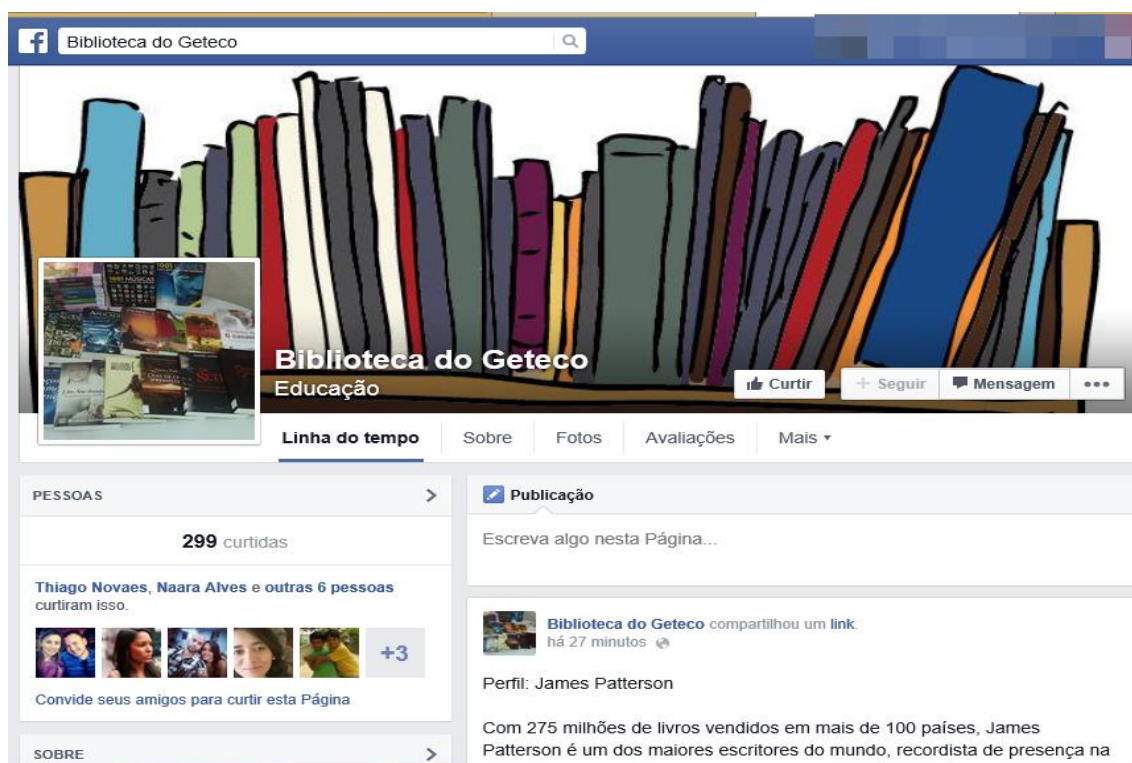 f
Biblioteca do Geteco
1001 MÚSICAS
1001
Biblioteca do Geteco
Educação
Curtir
+ Seguir
Mensagem
Linha do tempo
Sobre
Fotos
Avaliações
Mais
PESSOAS
299 curtidas
Thiago Novaes, Naara Alves e outras 6 pessoas
curtiram isso.
+3
Convide seus amigos para curtir esta Página
SOBRE
Publicação
Escreva algo nesta Página...
Biblioteca do Geteco compartilhou um link.
há 27 minutos
Perfil: James Patterson
Com 275 milhões de livros vendidos em mais de 100 países, James
Patterson é um dos maiores escritores do mundo, recordista de presença na